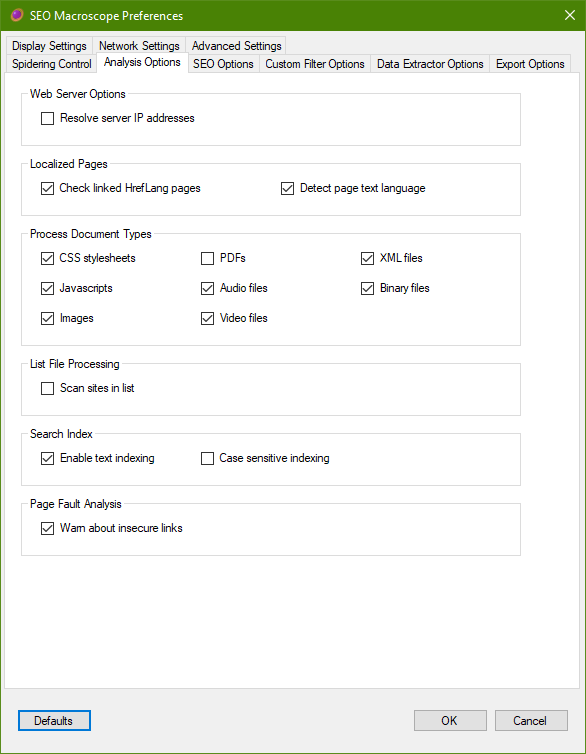 SEO Macroscope Preferences
Display Settings Network Settings Advanced Settings
Spidering Control Analysis Options SEO Options Custom Filter Options Data Extractor Options Export Options
Web Server Options
Resolve server IP addresses
Localized Pages
Check linked HrefLang pages Detect page text language
Process Document Types
CSS stylesheets PDFs XML files
Javascripts Audio files Binary files
Images Video files
List File Processing
Scan sites in list
Search Index
Enable text indexing Case sensitive indexing
Page Fault Analysis
Warn about insecure links
Defaults OK Cancel